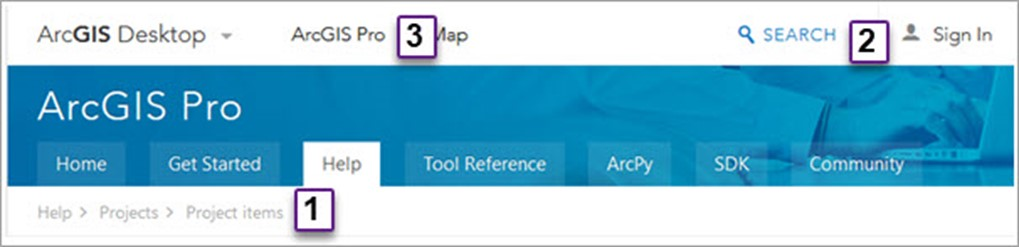 ArcGIS Desktop ArcGIS Pro 3 Map SEARCH 2 Sign In
ArcGIS Pro
Home Get Started Help Tool Reference ArcPy SDK Community
Help > Projects > Project items 1